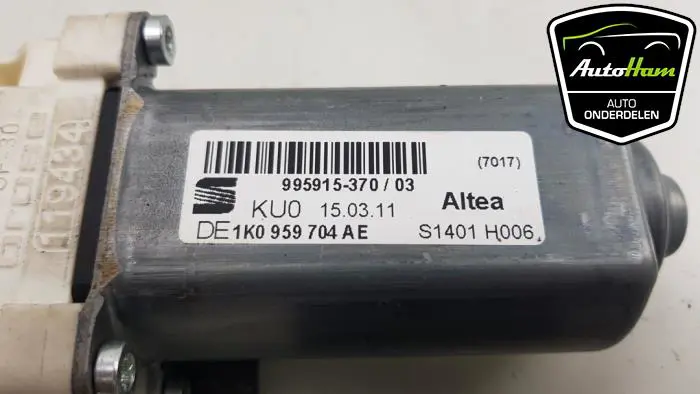 AutoHam
AUTO
ONDERDELEN
(7017)
995915-370 / 03
KU0 15.03.11 Altea
DE 1K0 959 704 AE S1401 H006
119434